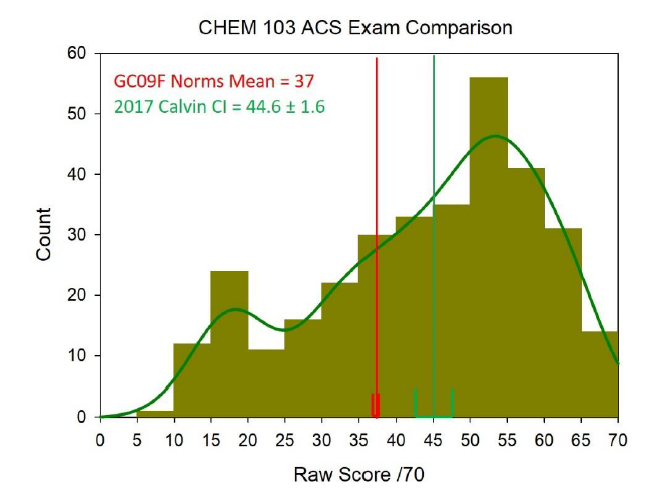 CHEM 103 ACS Exam Comparison
GC09F Norms Mean = 37
2017 Calvin CI = 44.6 ± 1.6
60
50
40
30
20
10
0
Count
0 5 10 15 20 25 30 35 40 45 50 55 60 65 70
Raw Score /70